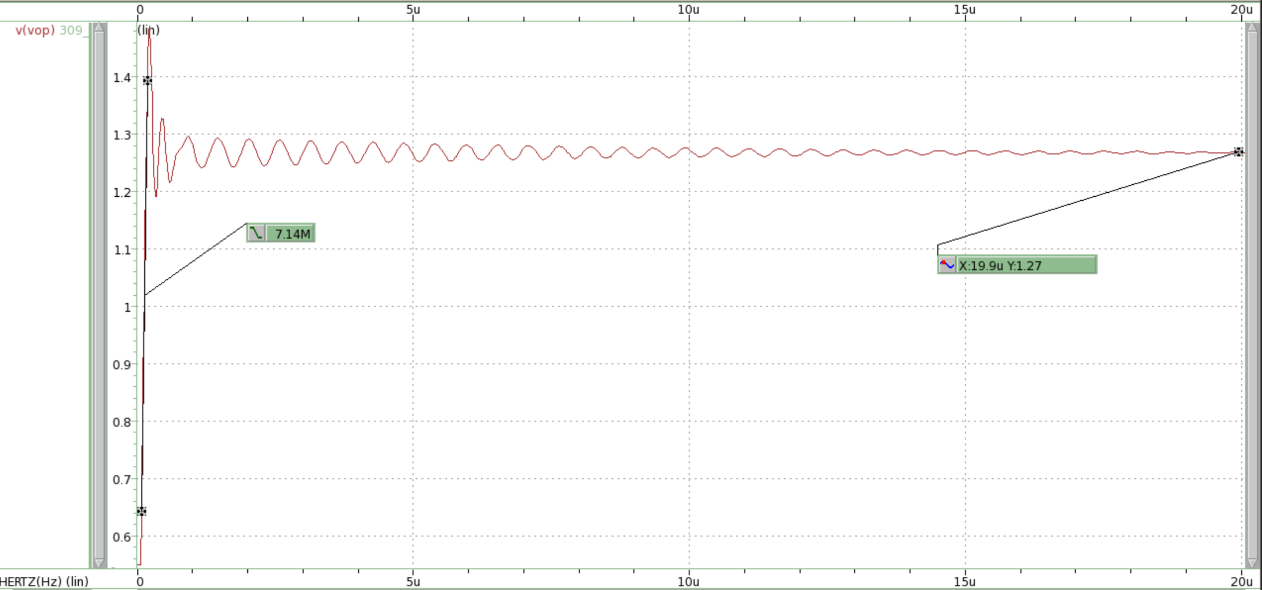 0 5u 10u 15u 20u
v(vop) 309_ (lin)
1.4
1.3
1.2
7.14M
1.1
X:19.9u Y:1.27
1
0.9
0.8
0.7
0.6
HERTZ(Hz) (lin) 0 5u 10u 15u 20u